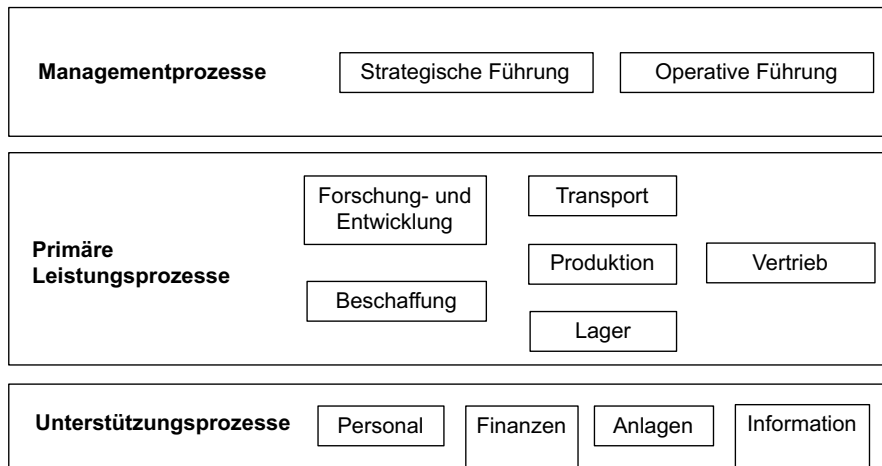 Managementprozesse
Strategische Führung
Operative Führung
Primäre
Leistungsprozesse
Forschung- und
Entwicklung
Beschaffung
Transport
Produktion
Lager
Vertrieb
Unterstützungsprozesse
Personal
Finanzen
Anlagen
Information